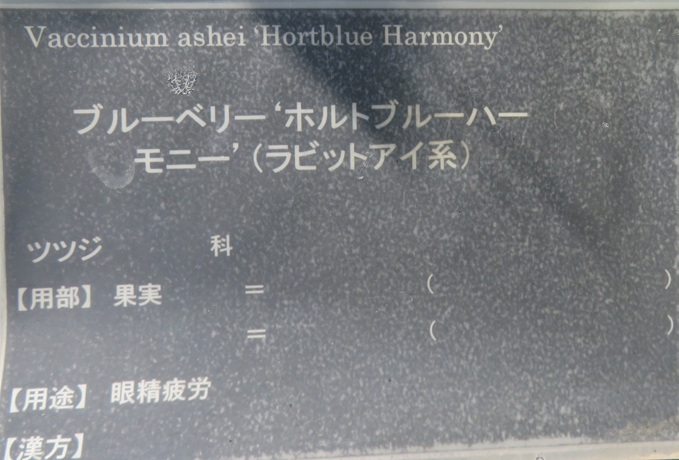 Vaccinium ashei ‘Hortblue Harmony’
ブルーベリー‘ホルトブルーハー
モニー’（ラビットアイ系）
ツツジ 科
【用部】 果実 ＝ （ ）
＝ （ ）
【用途】 眼精疲労
【漢方】